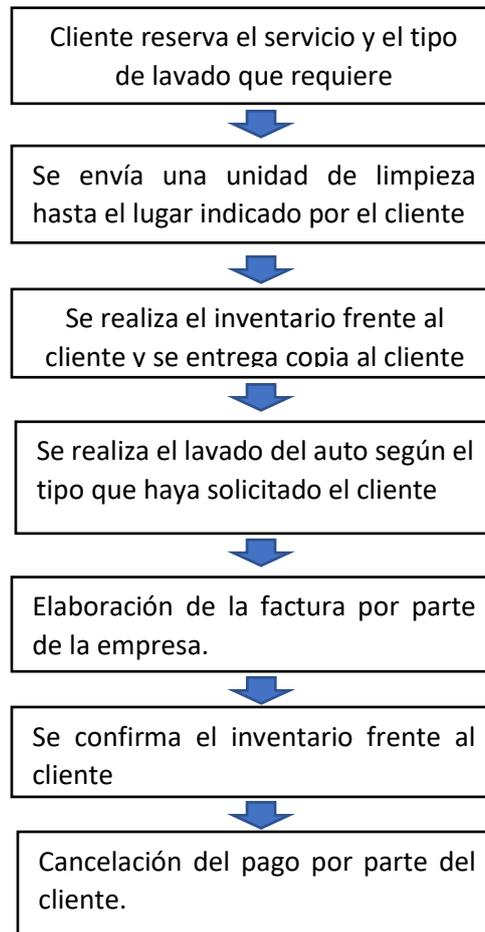 Cliente reserva el servicio y el tipo
de lavado que requiere
Se envía una unidad de limpieza
hasta el lugar indicado por el cliente
Se realiza el inventario frente al
cliente y se entrega copia al cliente
Se realiza el lavado del auto según el
tipo que haya solicitado el cliente
Elaboración de la factura por parte
de la empresa.
Se confirma el inventario frente al
cliente
Cancelación del pago por parte del
cliente.